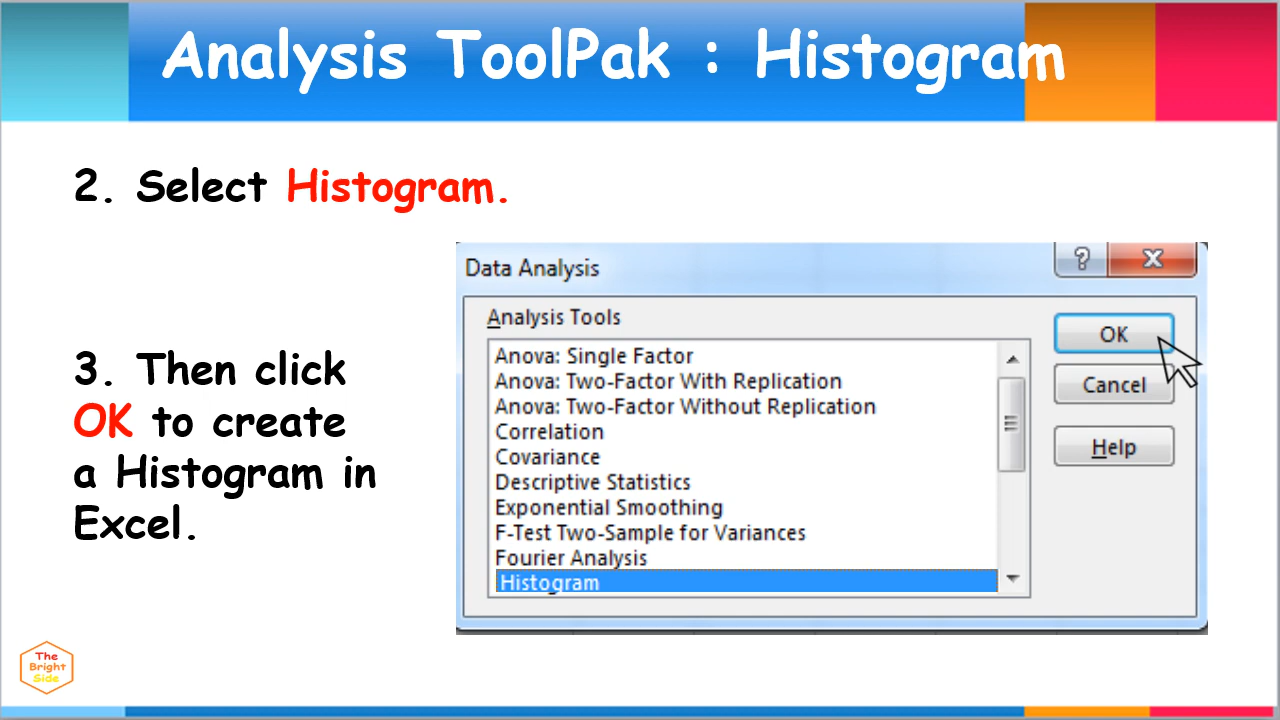 Analysis ToolPak : Histogram
2. Select Histogram.
3. Then click
OK to create
a Histogram in
Excel.
Data Analysis
?
X
Analysis Tools
Anova: Single Factor
Anova: Two-Factor With Replication
Anova: Two-Factor Without Replication
Correlation
Covariance
Descriptive Statistics
Exponential Smoothing
F-Test Two-Sample for Variances
Fourier Analysis
Histogram
OK
Cancel
Help
The
Bright
Side